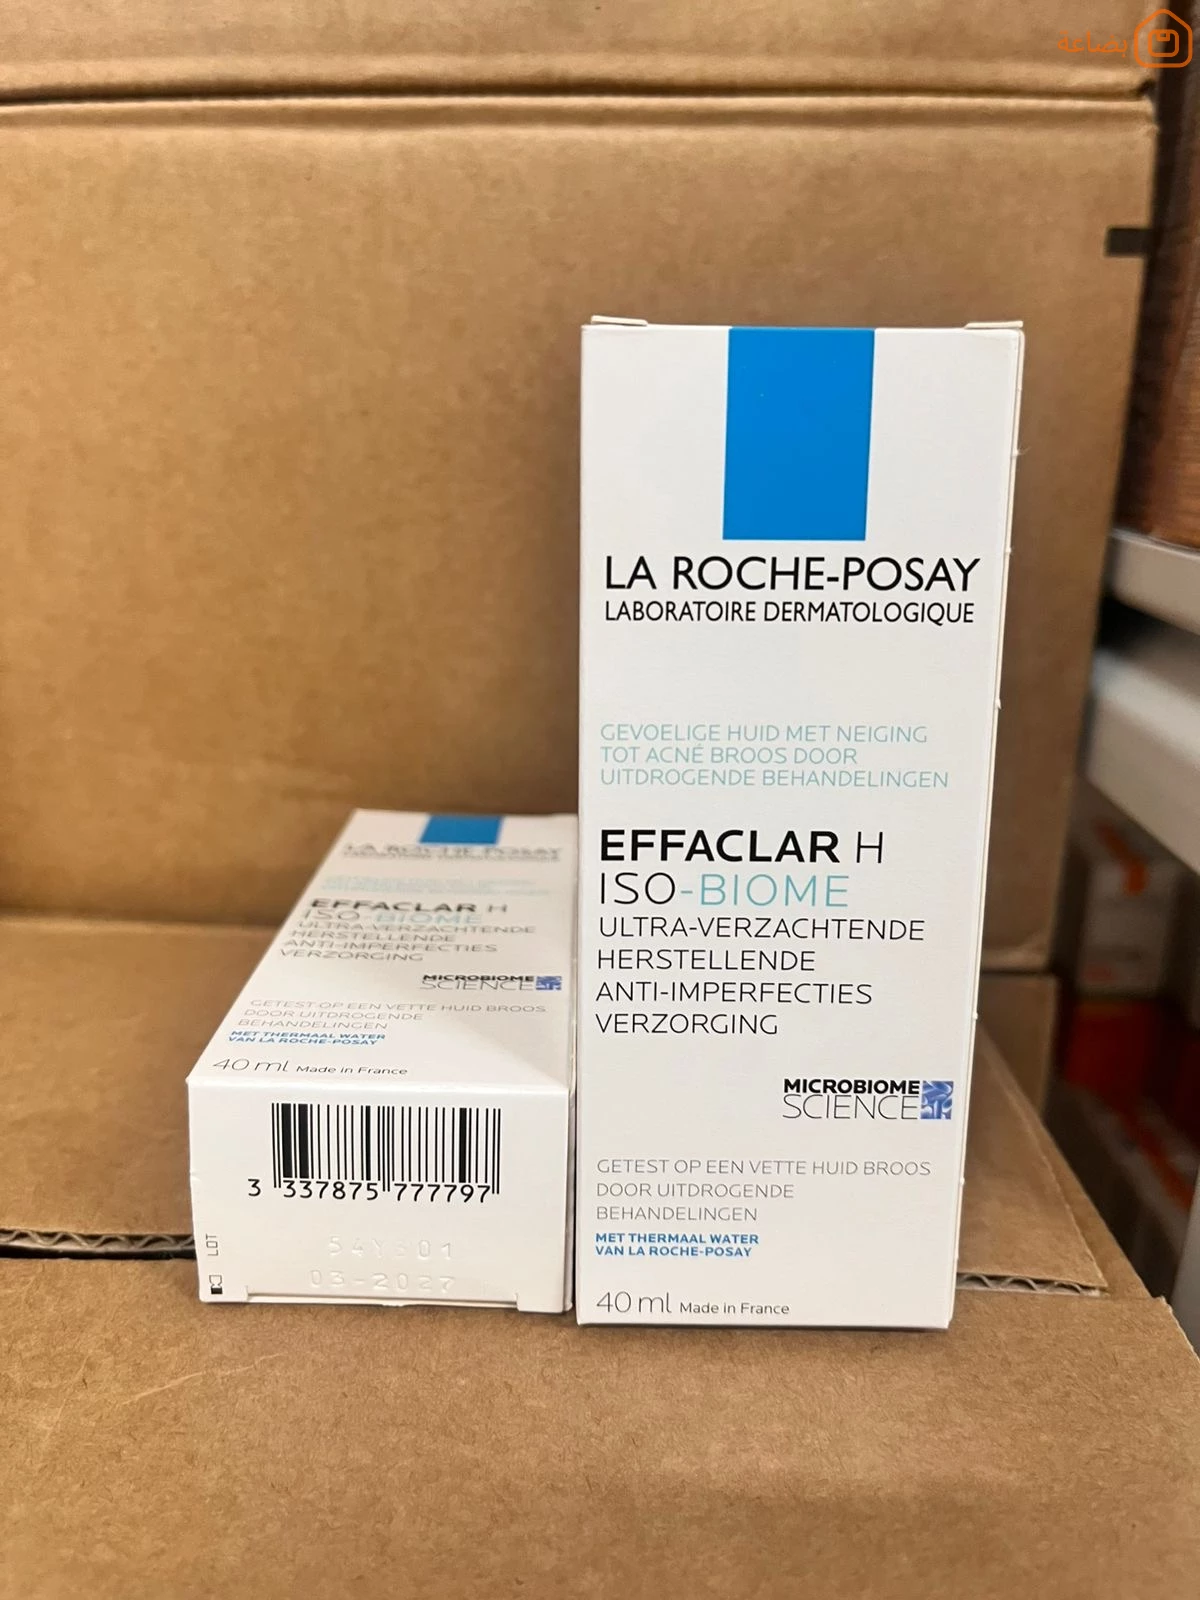 بضاعة
LA ROCHE-POSAY
LABORATOIRE DERMATOLOGIQUE
GEVOELIGE HUID MET NEIGING
TOT ACNÉ BROOS DOOR
UITDROGENDE BEHANDELINGEN
EFFACLAR H
ISO-BIOME
ULTRA-VERZACHTENDE
HERSTELLENDE
ANTI-IMPERFECTIES
VERZORGING
MICROBIOME
SCIENCE
GETEST OP EEN VETTE HUID BROOS
DOOR UITDROGENDE
BEHANDELINGEN
MET THERMAAL WATER
VAN LA ROCHE-POSAY
40 ml Made in France
LA ROCHE-POSAY
EFFACLAR H
ISO-BIOME
ULTRA-VERZACHTENDE
HERSTELLENDE
ANTI-IMPERFECTIES
VERZORGING
MICROBIOME
SCIENCE
GETEST OP EEN VETTE HUID BROOS
DOOR UITDROGENDE
BEHANDELINGEN
MET THERMAAL WATER
VAN LA ROCHE-POSAY
40 ml Made in France
3 337875 777797
LOT
03-2027